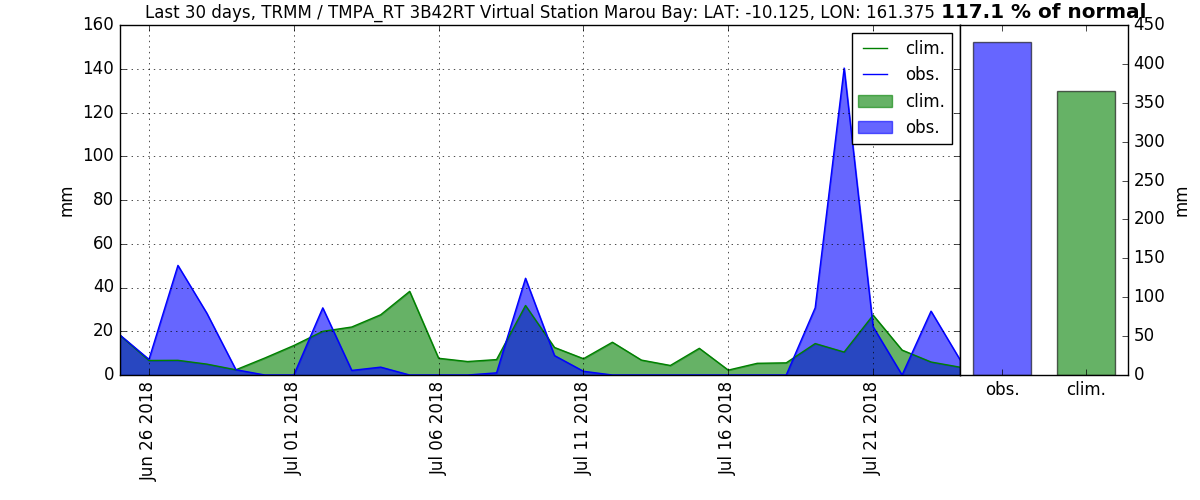 Last 30 days, TRMM / TMPA_RT 3B42RT Virtual Station Marou Bay: LAT: -10.125, LON: 161.375 117.1 % of normal
160
140
120
100
80
60
40
20
0
mm
clim.
obs.
clim.
obs.
Jun 26 2018
Jul 01 2018
Jul 06 2018
Jul 11 2018
Jul 16 2018
Jul 21 2018
450
400
350
300
250
200
150
100
50
0
mm
obs.
clim.